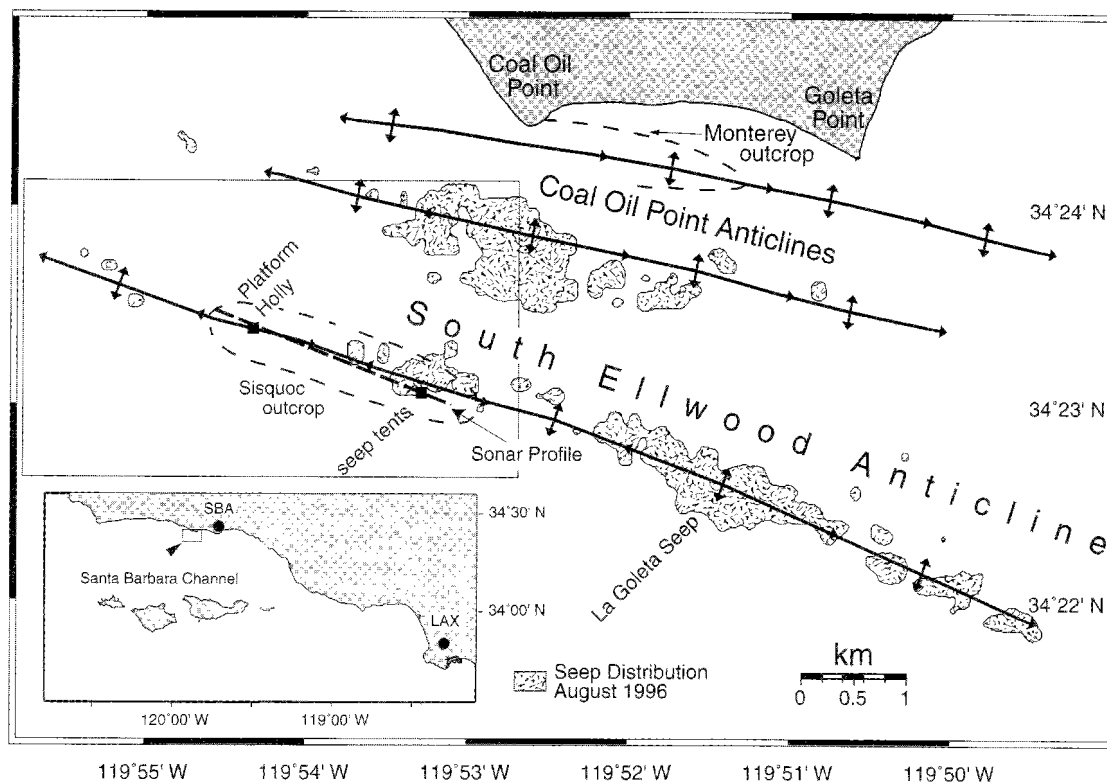 Coal Oil
Point
Goleta
Point
Monterey
outcrop
Coal Oil Point Anticlines
34°24' N
Platform
Holly
South Ellwood Anticline
Sisquoc
outcrop
seep tents
Sonar Profile
34°23' N
La Goleta Seep
SBA
34°30' N
Santa Barbara Channel
34°00' N
LAX
34°22' N
120°00' W
119°00' W
Seep Distribution
August 1996
km
0 0.5 1
119°55' W 119°54' W 119°53' W 119°52' W 119°51' W 119°50' W